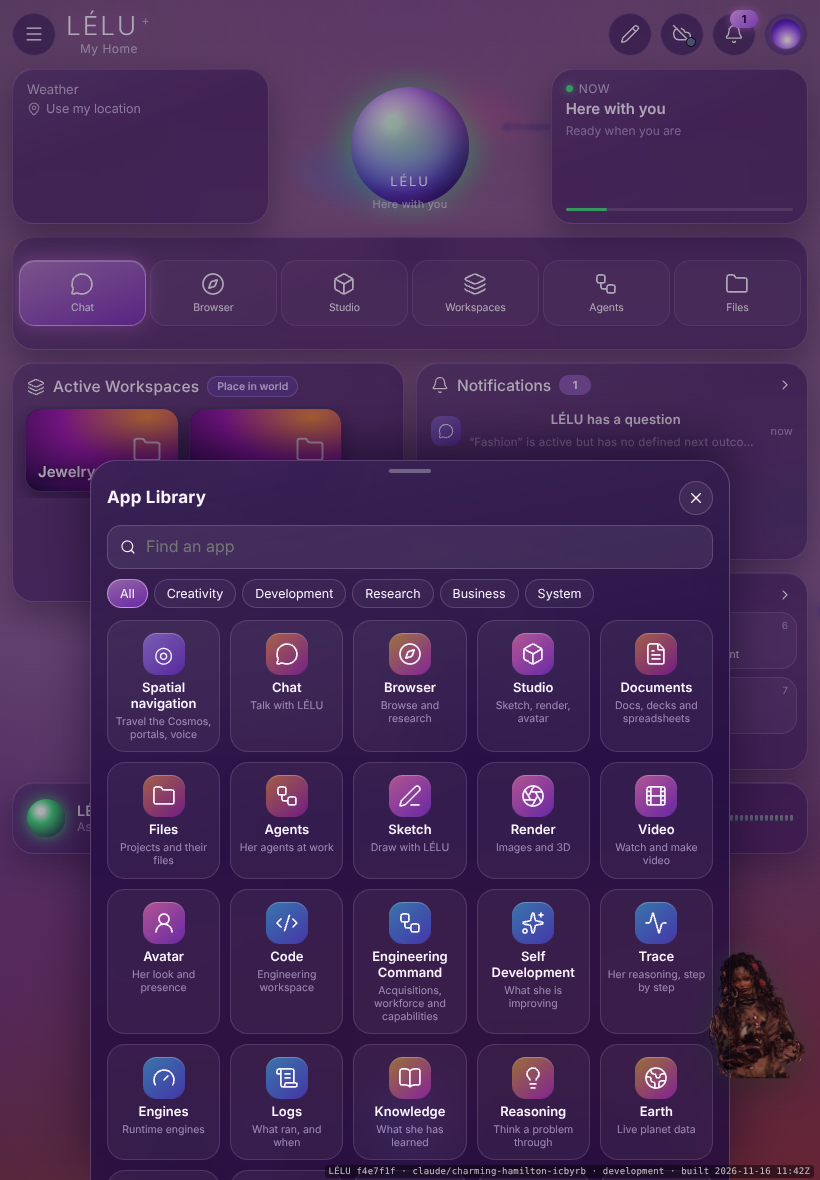 LÉLU +
My Home
1
Weather
Use my location
LÉLU
Here with you
NOW
Here with you
Ready when you are
Chat
Browser
Studio
Workspaces
Agents
Files
Active Workspaces
Place in world
Jewelry
Notifications
1
LÉLU has a question
now
"Fashion" is active but has no defined next outco...
6
7
App Library
Find an app
All
Creativity
Development
Research
Business
System
Spatial
navigation
Travel the Cosmos,
portals, voice
Chat
Talk with LÉLU
Browser
Browse and
research
Studio
Sketch, render,
avatar
Documents
Docs, decks and
spreadsheets
Files
Projects and their
files
Agents
Her agents at work
Sketch
Draw with LÉLU
Render
Images and 3D
Video
Watch and make
video
Avatar
Her look and
presence
Code
Engineering
workspace
Engineering
Command
Acquisitions,
workforce and
capabilities
Self
Development
What she is
improving
Trace
Her reasoning, step
by step
Engines
Runtime engines
Logs
What ran, and
when
Knowledge
What she has
learned
Reasoning
Think a problem
through
Earth
Live planet data
LÉLU f4e7f1f · claude/charming-hamilton-icbyrb · development · built 2026-11-16 11:42Z